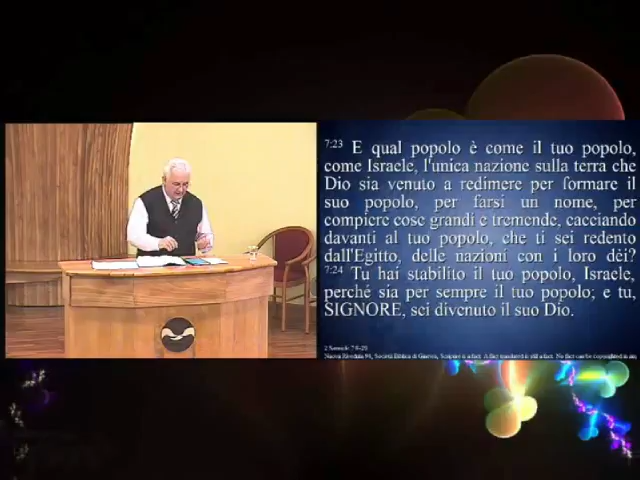 7:23 E qual popolo è come il tuo popolo,
come Israele, l'unica nazione sulla terra che
Dio sia venuto a redimere per formare il
suo popolo, per farsi un nome, per
compiere cose grandi e tremende, cacciando
davanti al tuo popolo, che ti sei redento
dall'Egitto, delle nazioni con i loro dèi?
7:24 Tu hai stabilito il tuo popolo, Israele,
perché sia per sempre il tuo popolo; e tu,
SIGNORE, sei divenuto il suo Dio.
2 Samuele 7:8-28
Nuova Riveduta 94, Società Biblica di Ginevra,